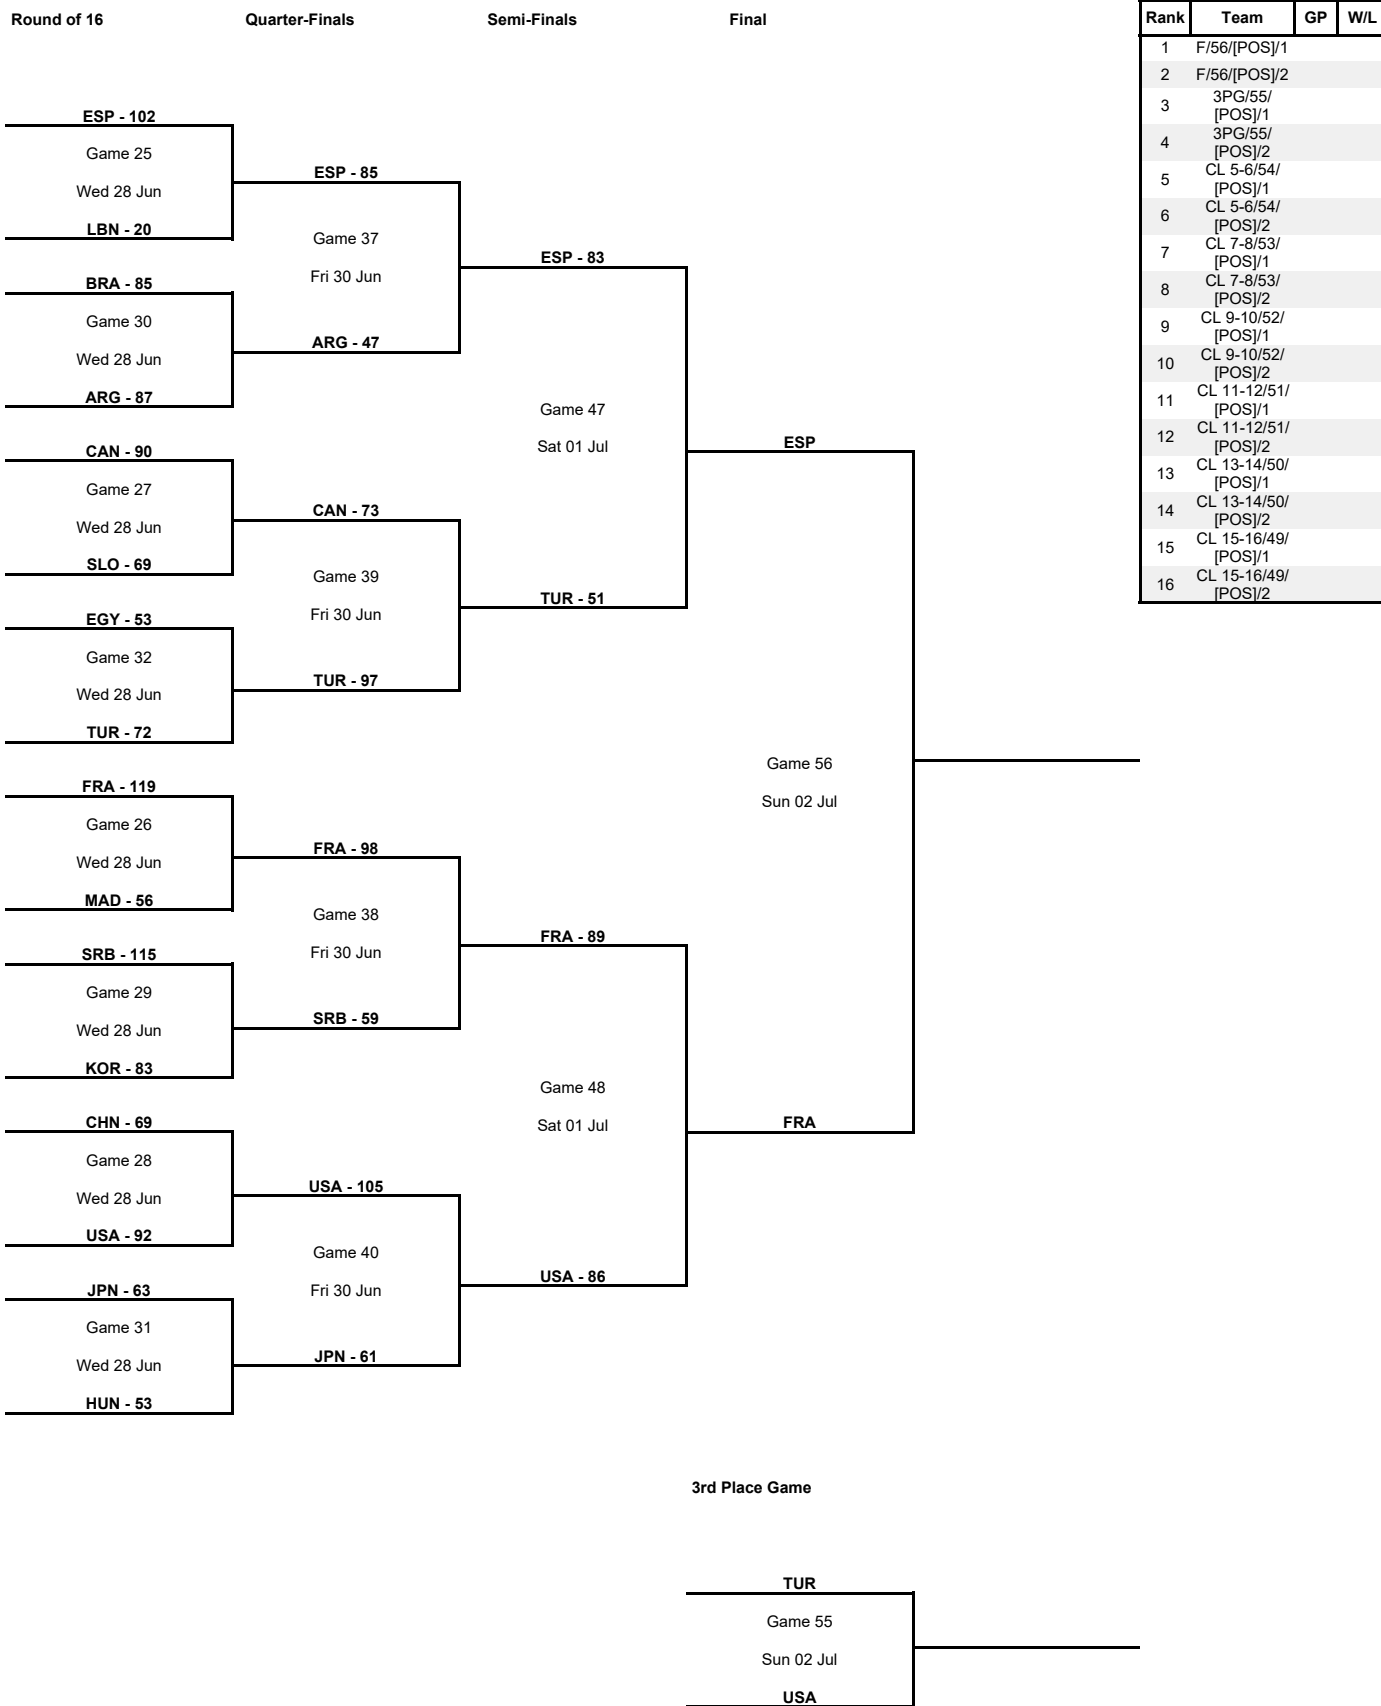 Round of 16
Quarter-Finals
Semi-Finals
Final
ESP - 102
Game 25
Wed 28 Jun
LBN - 20
BRA - 85
Game 30
Wed 28 Jun
ARG - 87
CAN - 90
Game 27
Wed 28 Jun
SLO - 69
EGY - 53
Game 32
Wed 28 Jun
TUR - 72
FRA - 119
Game 26
Wed 28 Jun
MAD - 56
SRB - 115
Game 29
Wed 28 Jun
KOR - 83
CHN - 69
Game 28
Wed 28 Jun
USA - 92
JPN - 63
Game 31
Wed 28 Jun
HUN - 53
ESP - 85
Game 37
Fri 30 Jun
ARG - 47
CAN - 73
Game 39
Fri 30 Jun
TUR - 97
FRA - 98
Game 38
Fri 30 Jun
SRB - 59
USA - 105
Game 40
Fri 30 Jun
JPN - 61
ESP - 83
Game 47
Sat 01 Jul
TUR - 51
FRA - 89
Game 48
Sat 01 Jul
USA - 86
ESP
Game 56
Sun 02 Jul
FRA
3rd Place Game
TUR
Game 55
Sun 02 Jul
USA
Rank Team GP W/L
1 F/56/[POS]/1
2 F/56/[POS]/2
3 3PG/55/
[POS]/1
4 3PG/55/
[POS]/2
5 CL 5-6/54/
[POS]/1
6 CL 5-6/54/
[POS]/2
7 CL 7-8/53/
[POS]/1
8 CL 7-8/53/
[POS]/2
9 CL 9-10/52/
[POS]/1
10 CL 9-10/52/
[POS]/2
11 CL 11-12/51/
[POS]/1
12 CL 11-12/51/
[POS]/2
13 CL 13-14/50/
[POS]/1
14 CL 13-14/50/
[POS]/2
15 CL 15-16/49/
[POS]/1
16 CL 15-16/49/
[POS]/2